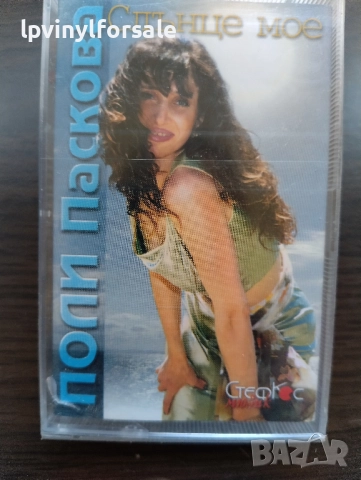 lpvinylforsale
Слънце мое
Поли Паскова
СтефКос
BAZAR